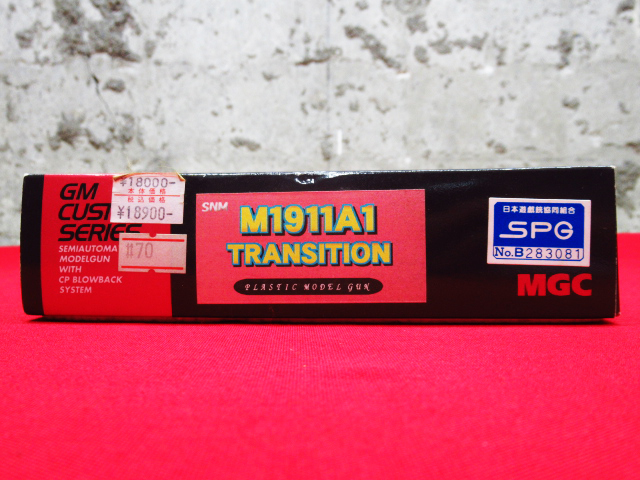 GM
CUST
SERIES
SEMIAUTOMA
MODELGUN
WITH
CP BLOWBACK
SYSTEM
¥18000-
本体価格
税込価格
¥18900-
#70
SNM
M1911A1
TRANSITION
PLASTIC MODEL GUN
日本遊戯銃協同組合
SPG
No.B283081
MGC